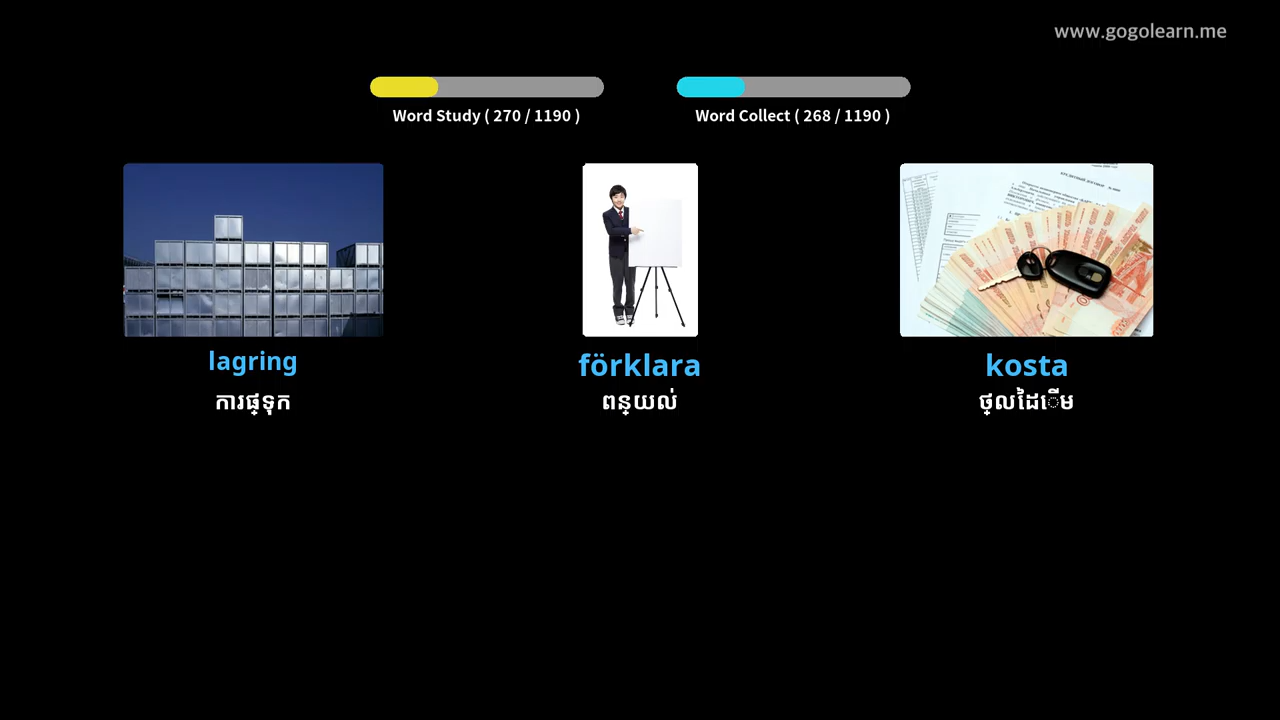 www.gogolearn.me
Word Study ( 270 / 1190 )
Word Collect ( 268 / 1190 )
lagring
ការផ្ទុក
förklara
ពន្យល់
kosta
ថ្លៃដើម